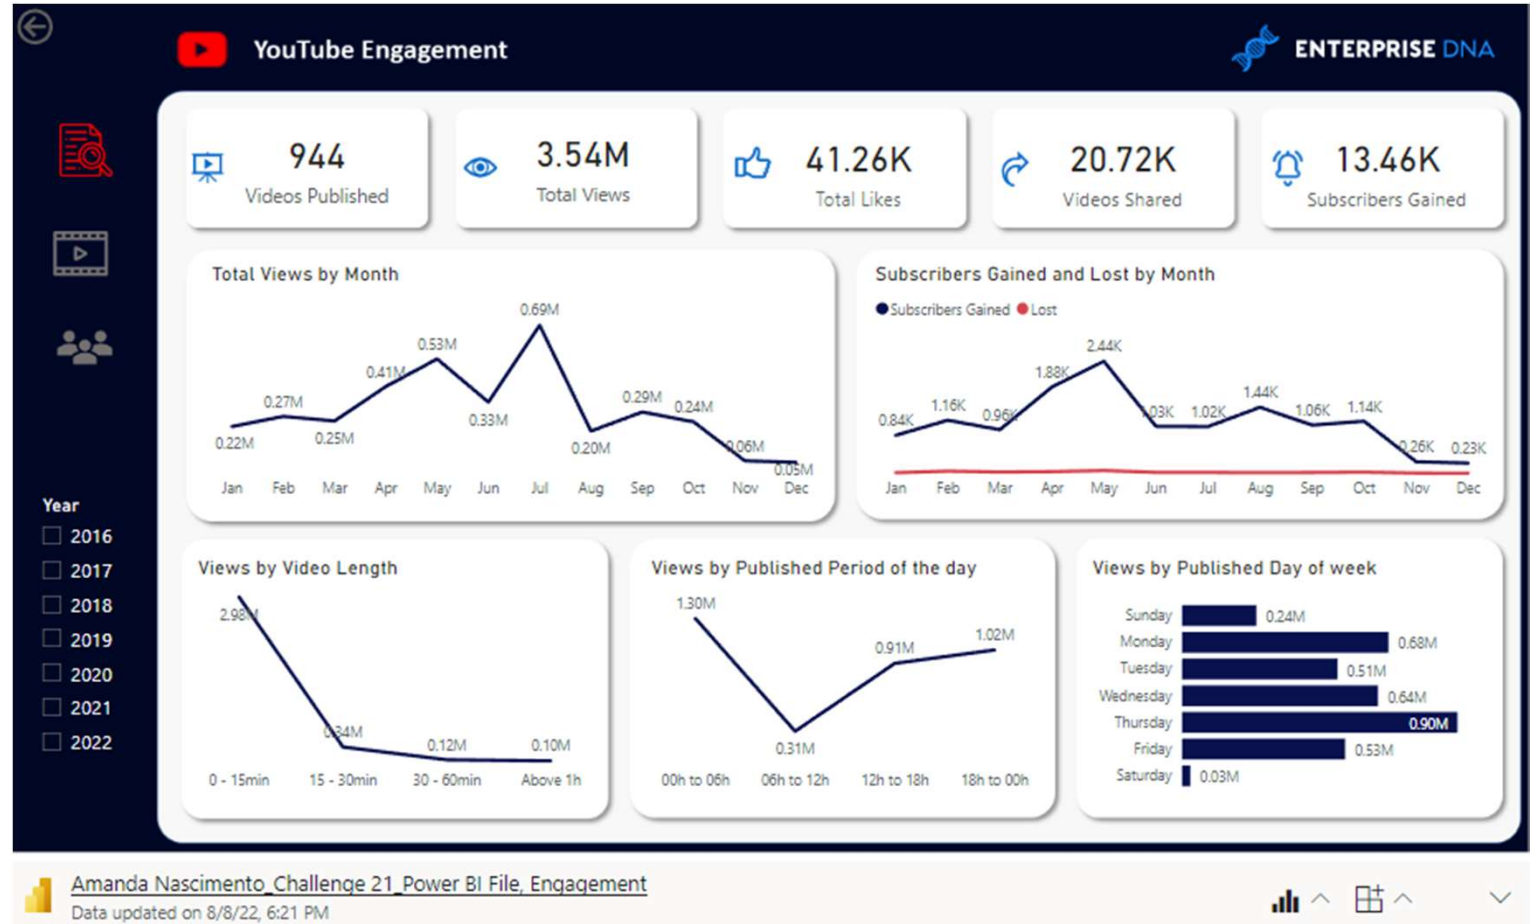 YouTube Engagement
ENTERPRISE DNA
944
Videos Published
3.54M
Total Views
41.26K
Total Likes
20.72K
Videos Shared
13.46K
Subscribers Gained
Total Views by Month
0.22M
0.27M
0.25M
0.41M
0.53M
0.33M
0.69M
0.20M
0.29M
0.24M
0.06M
0.05M
Jan Feb Mar Apr May Jun Jul Aug Sep Oct Nov Dec
Subscribers Gained and Lost by Month
Subscribers Gained Lost
0.84K
1.16K
0.96K
1.88K
2.44K
1.03K
1.02K
1.44K
1.06K
1.14K
0.26K
0.23K
Jan Feb Mar Apr May Jun Jul Aug Sep Oct Nov Dec
Year
2016
2017
2018
2019
2020
2021
2022
Views by Video Length
2.98M
0.34M
0.12M
0.10M
0 - 15min 15 - 30min 30 - 60min Above 1h
Views by Published Period of the day
1.30M
0.31M
0.91M
1.02M
00h to 06h 06h to 12h 12h to 18h 18h to 00h
Views by Published Day of week
Sunday 0.24M
Monday 0.68M
Tuesday 0.51M
Wednesday 0.64M
Thursday 0.90M
Friday 0.53M
Saturday 0.03M
Amanda Nascimento_Challenge 21_Power BI File, Engagement
Data updated on 8/8/22, 6:21 PM